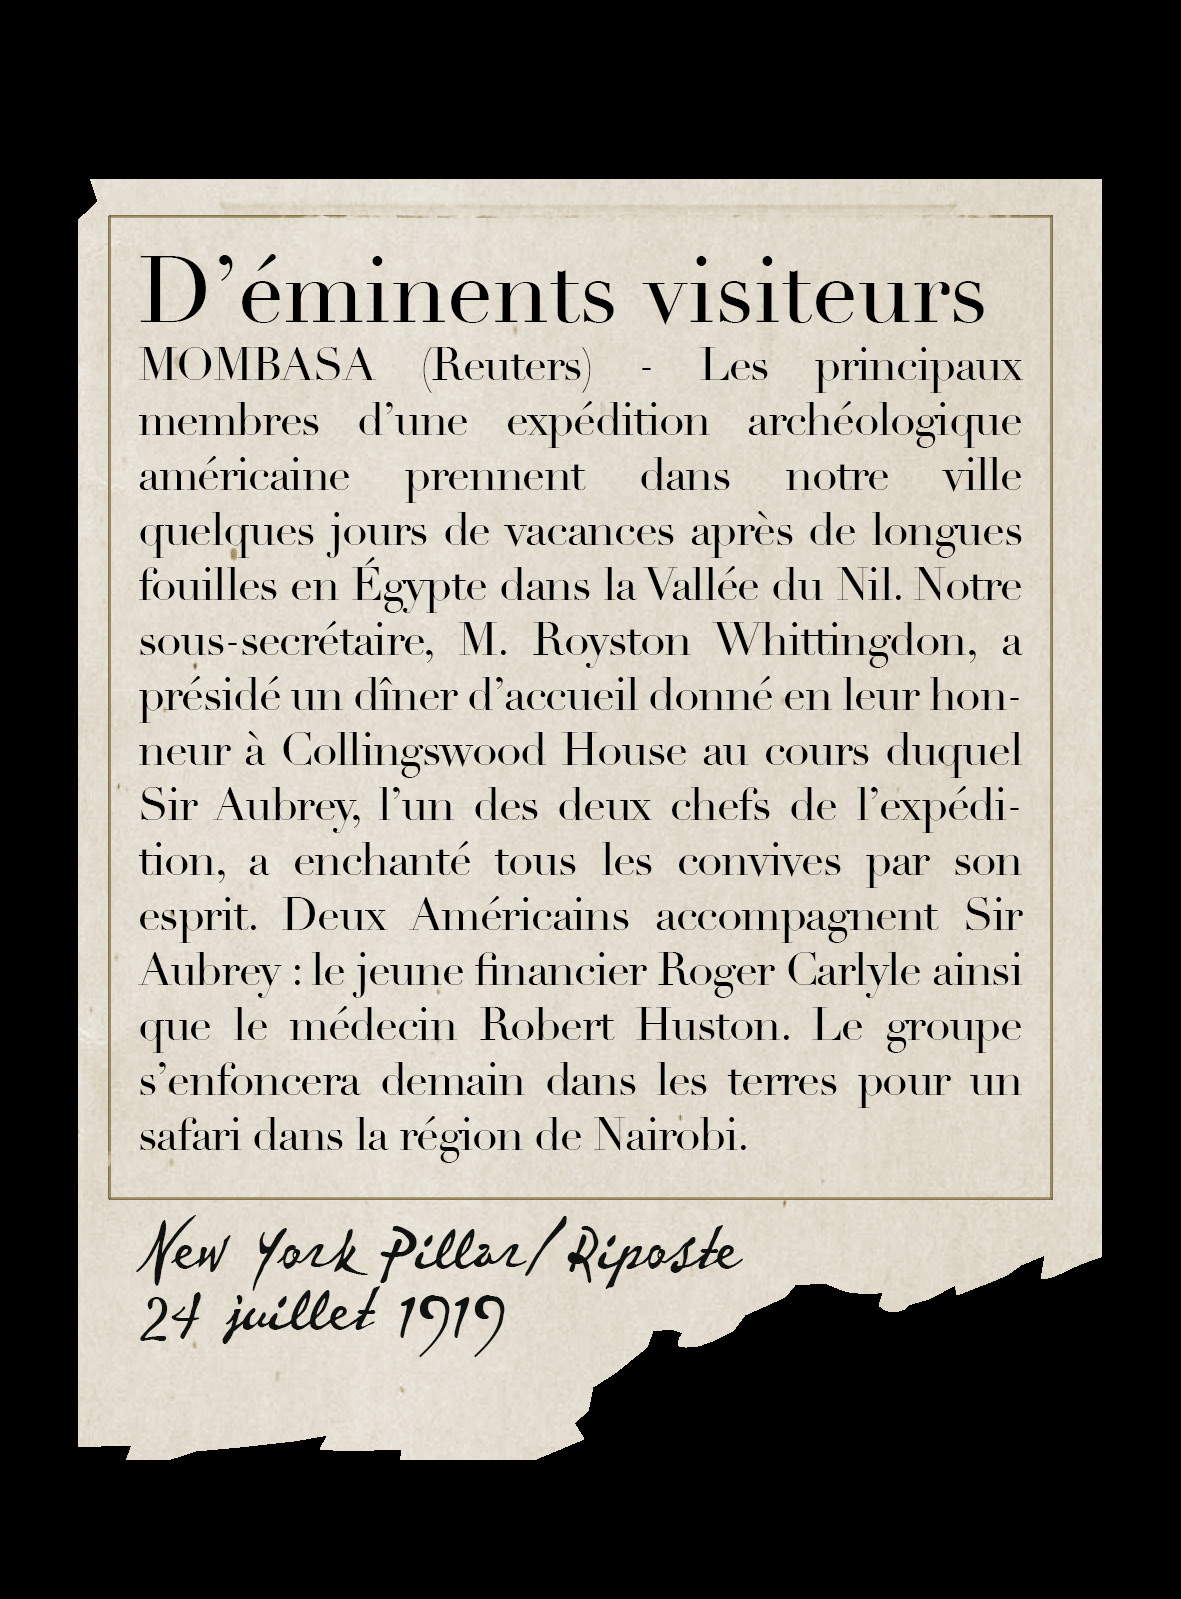 D'éminents visiteurs
MOMBASA (Reuters) - Les principaux
membres d'une expédition archéologique
américaine prennent dans notre ville
quelques jours de vacances après de longues
fouilles en Égypte dans la Vallée du Nil. Notre
sous-secrétaire, M. Royston Whittingdon, a
présidé un dîner d'accueil donné en leur hon-
neur à Collingswood House au cours duquel
Sir Aubrey, l'un des deux chefs de l'expédi-
tion, a enchanté tous les convives par son
esprit. Deux Américains accompagnent Sir
Aubrey : le jeune financier Roger Carlyle ainsi
que le médecin Robert Huston. Le groupe
s'enfoncera demain dans les terres pour un
safari dans la région de Nairobi.
New York Pillar/Riposte
24 juillet 1919